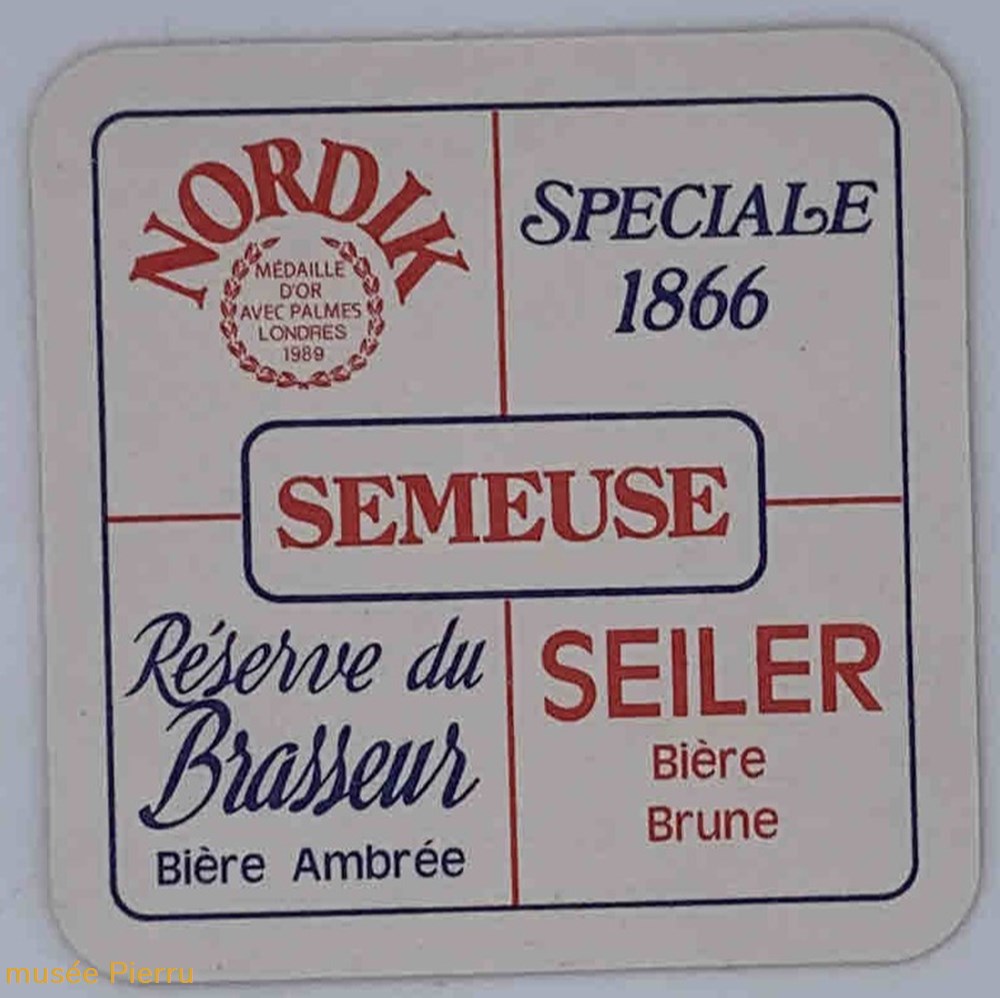 NORDIK
MÉDAILLE
D'OR
AVEC PALMES
LONDRES
1989
SPECIALE
1866
SEMEUSE
Réserve du
Brasseur
Bière Ambrée
SEILER
Bière
Brune
musée Pierru